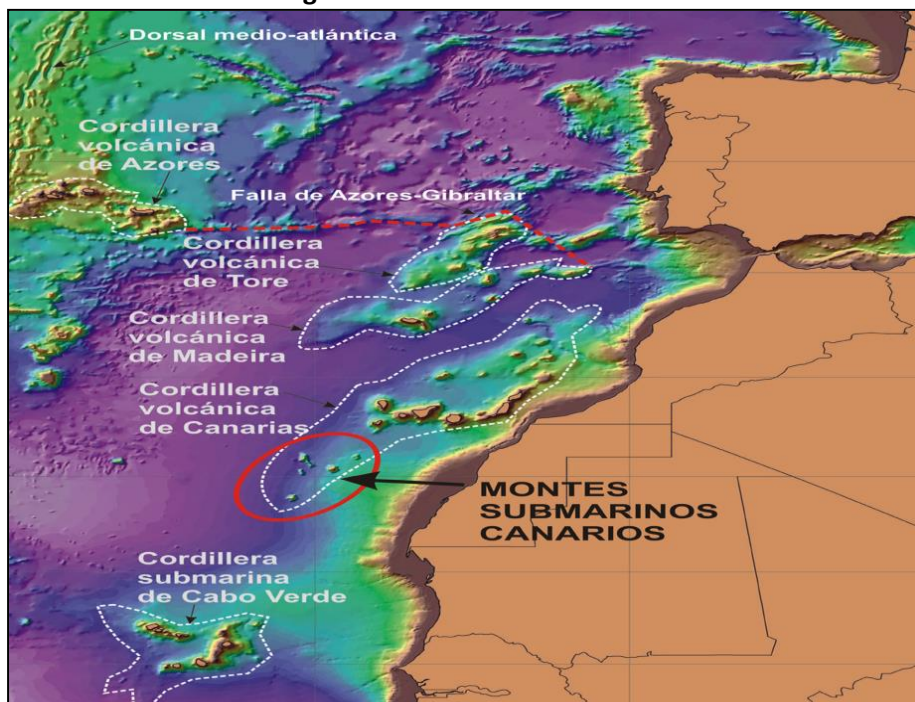 Dorsal medio-atlántica
Cordillera
volcánica
de Azores
Falla de Azores-Gibraltar
Cordillera
volcánica
de Tore
Cordillera
volcánica
de Madeira
Cordillera
volcánica
de Canarias
MONTES
SUBMARINOS
CANARIOS
Cordillera
submarina
de Cabo Verde